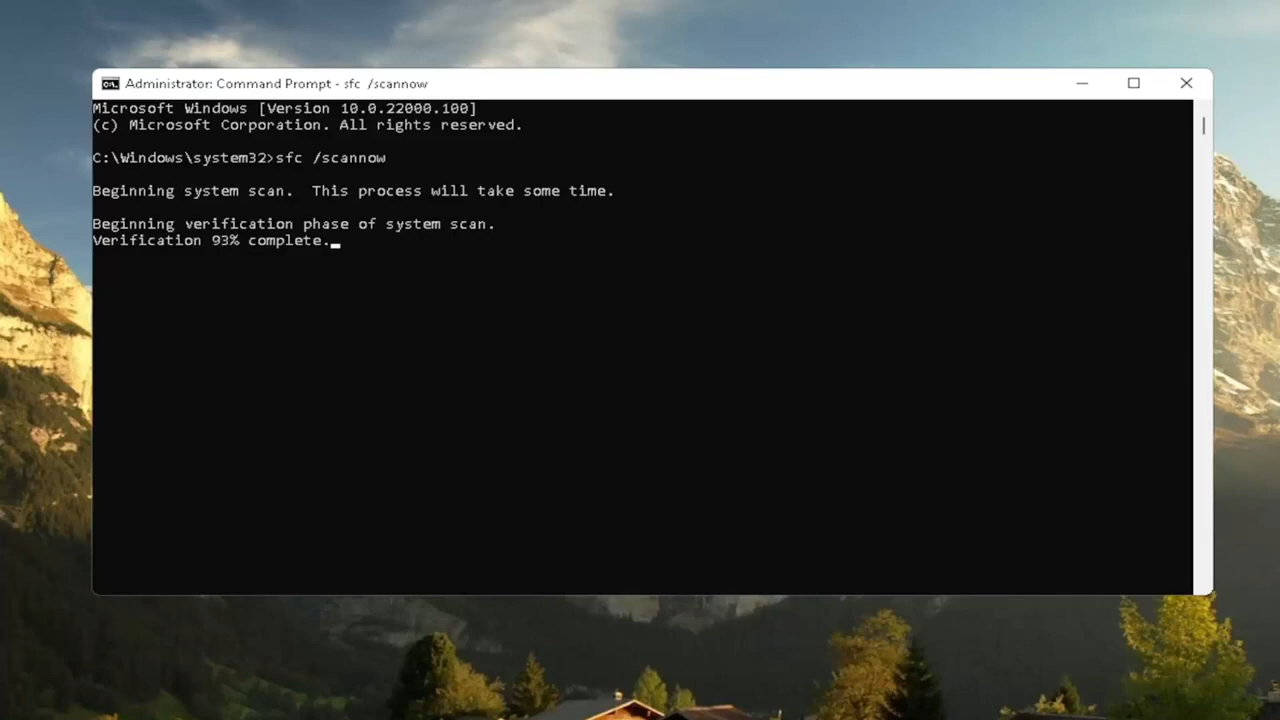 Administrator: Command Prompt - sfc  /scannow
Microsoft Windows [Version 10.0.22000.100]
(c) Microsoft Corporation. All rights reserved.
C:\Windows\system32>sfc /scannow
Beginning system scan.  This process will take some time.
Beginning verification phase of system scan.
Verification 93% complete.